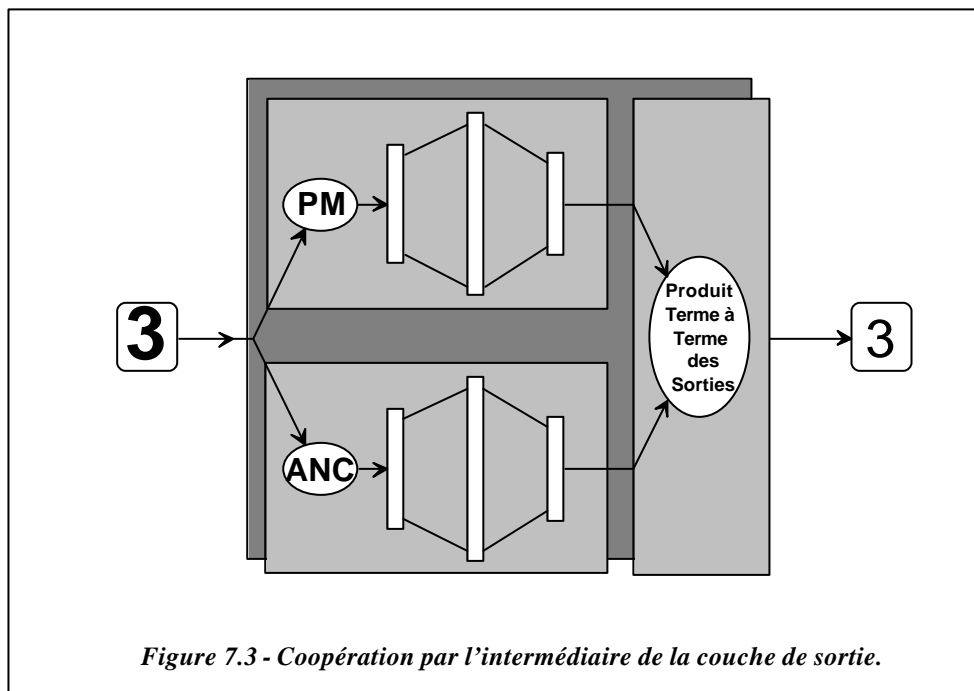 PM
3
Produit
Terme à
Terme
des
Sorties
3
ANC
Figure 7.3 - Coopération par l'intermédiaire de la couche de sortie.